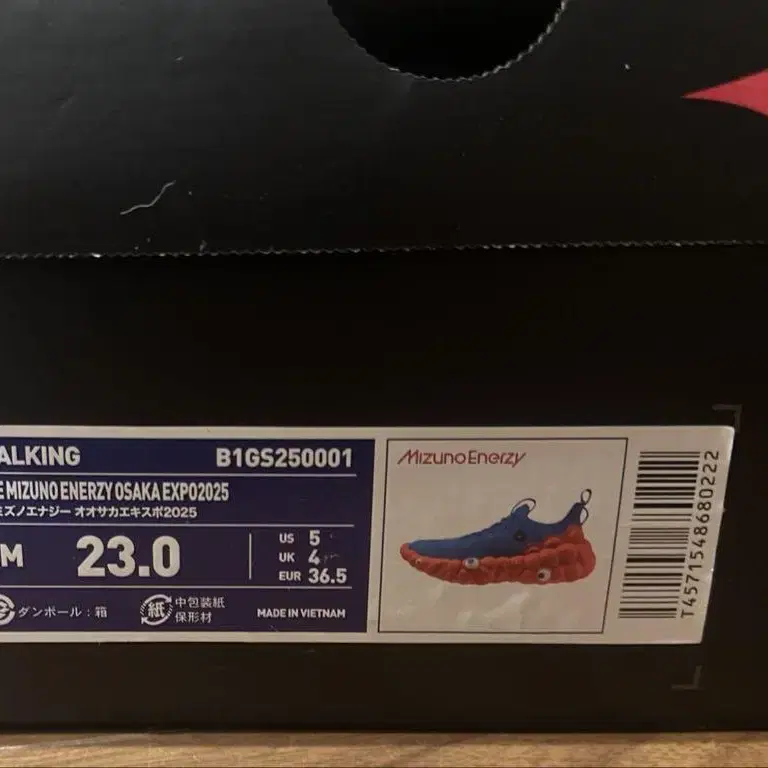 ALKING B1GS250001
E MIZUNO ENERZY OSAKA EXPO2025
ミズノエナジー オオサカエキスポ2025
M 23.0
US 5
UK 4
EUR 36.5
ダンボール：箱
紙 中包装紙
保形材
MADE IN VIETNAM
MizunoEnerzy
T4571548680222